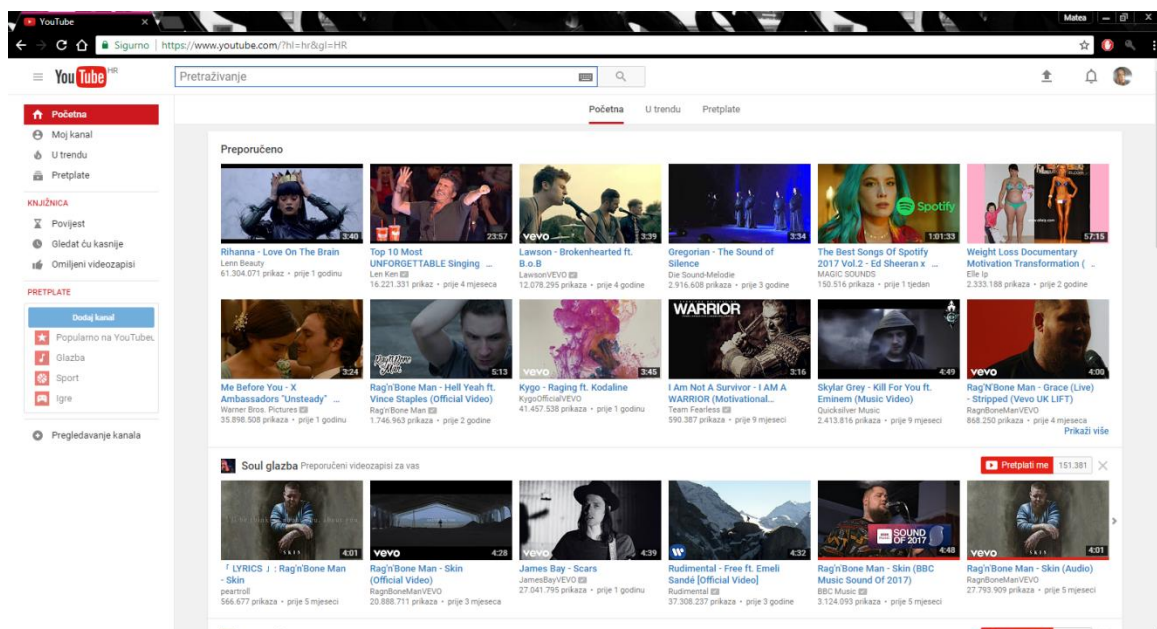 YouTube
Matea
Sigurno https://www.youtube.com/?hl=hr&gl=HR
YouTube HR
Pretraživanje
Početna U trendu Pretplate
Početna
Moj kanal
U trendu
Pretplate
KNJIŽNICA
Povijest
Gledat ću kasnije
Omiljeni videozapisi
PRETPLATE
Dodaj kanal
Popularno na YouTubeu
Glazba
Sport
Igre
Pregledavanje kanala
Preporučeno
3:40
Rihanna - Love On The Brain
Lenn Beauty
61.304.071 prikaz • prije 1 godinu
23:57
Top 10 Most
UNFORGETTABLE Singing ...
Len Ken
16.221.331 prikaz • prije 4 mjeseca
vevo 3:39
Lawson - Brokenhearted ft.
B.o.B
LawsonVEVO
12.078.295 prikaza • prije 4 godine
3:34
Gregorian - The Sound of
Silence
Die Sound-Melodie
2.916.608 prikaza • prije 3 godine
Spotify
1:01:33
The Best Songs Of Spotify
2017 Vol.2 - Ed Sheeran x ...
MAGIC SOUNDS
150.516 prikaza • prije 1 tjedan
57:15
Weight Loss Documentary
Motivation Transformation ( ...
Elle Ip
2.333.188 prikaza • prije 2 godine
3:24
Me Before You - X
Ambassadors "Unsteady" ...
Warner Bros. Pictures
35.898.508 prikaza • prije 1 godinu
Rag'n'Bone
Man
5:13
Rag'n'Bone Man - Hell Yeah ft.
Vince Staples (Official Video)
Rag'n'Bone Man
1.746.963 prikaza • prije 2 godine
vevo 3:45
Kygo - Raging ft. Kodaline
KygoOfficialVEVO
41.457.538 prikaza • prije 1 godinu
WARRIOR
3:16
I Am Not A Survivor - I AM A
WARRIOR (Motivational...
Team Fearless
590.387 prikaza • prije 9 mjeseci
4:49
Skylar Grey - Kill For You ft.
Eminem (Music Video)
Quicksilver Music
2.413.816 prikaza • prije 9 mjeseci
vevo 4:00
Rag'N'Bone Man - Grace (Live)
- Stripped (Vevo UK LIFT)
RagnBoneManVEVO
868.250 prikaza • prije 4 mjeseca
Prikaži više
Soul glazba Preporučeni videozapisi za vas
Pretplati me 151.381
SKIN
4:01
「 LYRICS 」 : Rag'n'Bone Man
- Skin
peartroll
566.677 prikaza • prije 5 mjeseci
vevo 4:28
Rag'n'Bone Man - Skin
(Official Video)
RagnBoneManVEVO
20.888.711 prikaza • prije 3 mjeseca
vevo 4:39
James Bay - Scars
JamesBayVEVO
27.041.795 prikaza • prije 1 godinu
4:32
Rudimental - Free ft. Emeli
Sandé [Official Video]
Rudimental
37.308.237 prikaza • prije 3 godine
SOUND
OF 2017
4:48
Rag'n'Bone Man - Skin (BBC
Music Sound Of 2017)
BBC Music
3.124.093 prikaza • prije 5 mjeseci
SKIN
vevo 4:01
Rag'n'Bone Man - Skin (Audio)
RagnBoneManVEVO
27.793.909 prikaza • prije 5 mjeseci